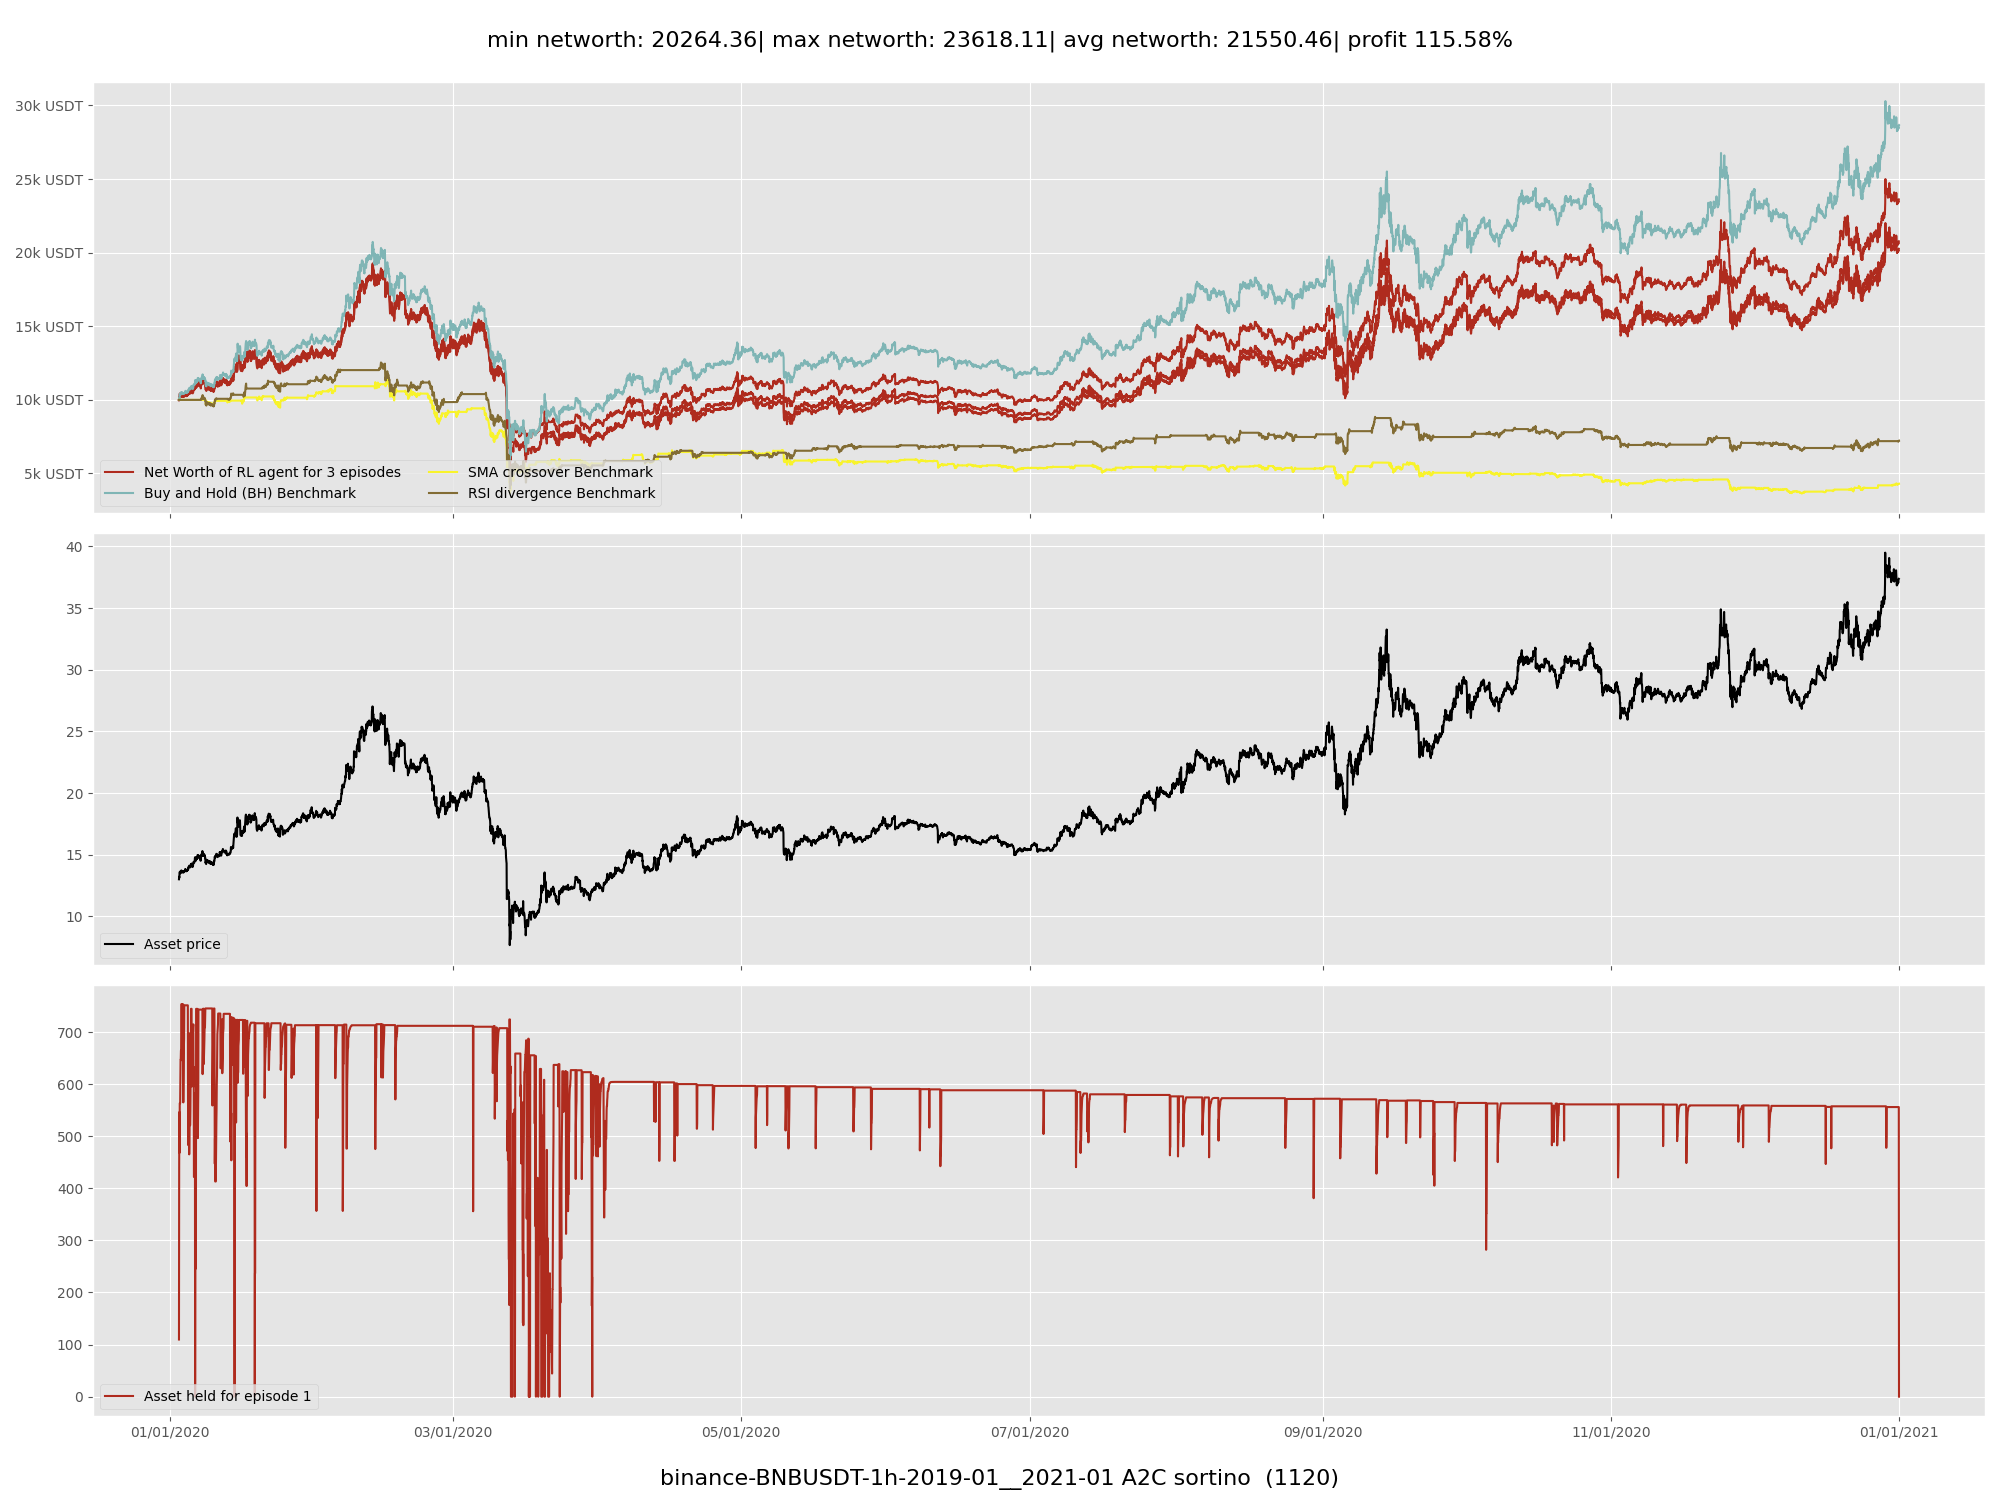 min networth: 20264.36| max networth: 23618.11| avg networth: 21550.46| profit 115.58%
30k USDT
25k USDT
20k USDT
15k USDT
10k USDT
5k USDT
Net Worth of RL agent for 3 episodes
Buy and Hold (BH) Benchmark
SMA crossover Benchmark
RSI divergence Benchmark
40
35
30
25
20
15
10
Asset price
700
600
500
400
300
200
100
0
Asset held for episode 1
01/01/2020 03/01/2020 05/01/2020 07/01/2020 09/01/2020 11/01/2020 01/01/2021
binance-BNBUSDT-1h-2019-01__2021-01 A2C sortino  (1120)